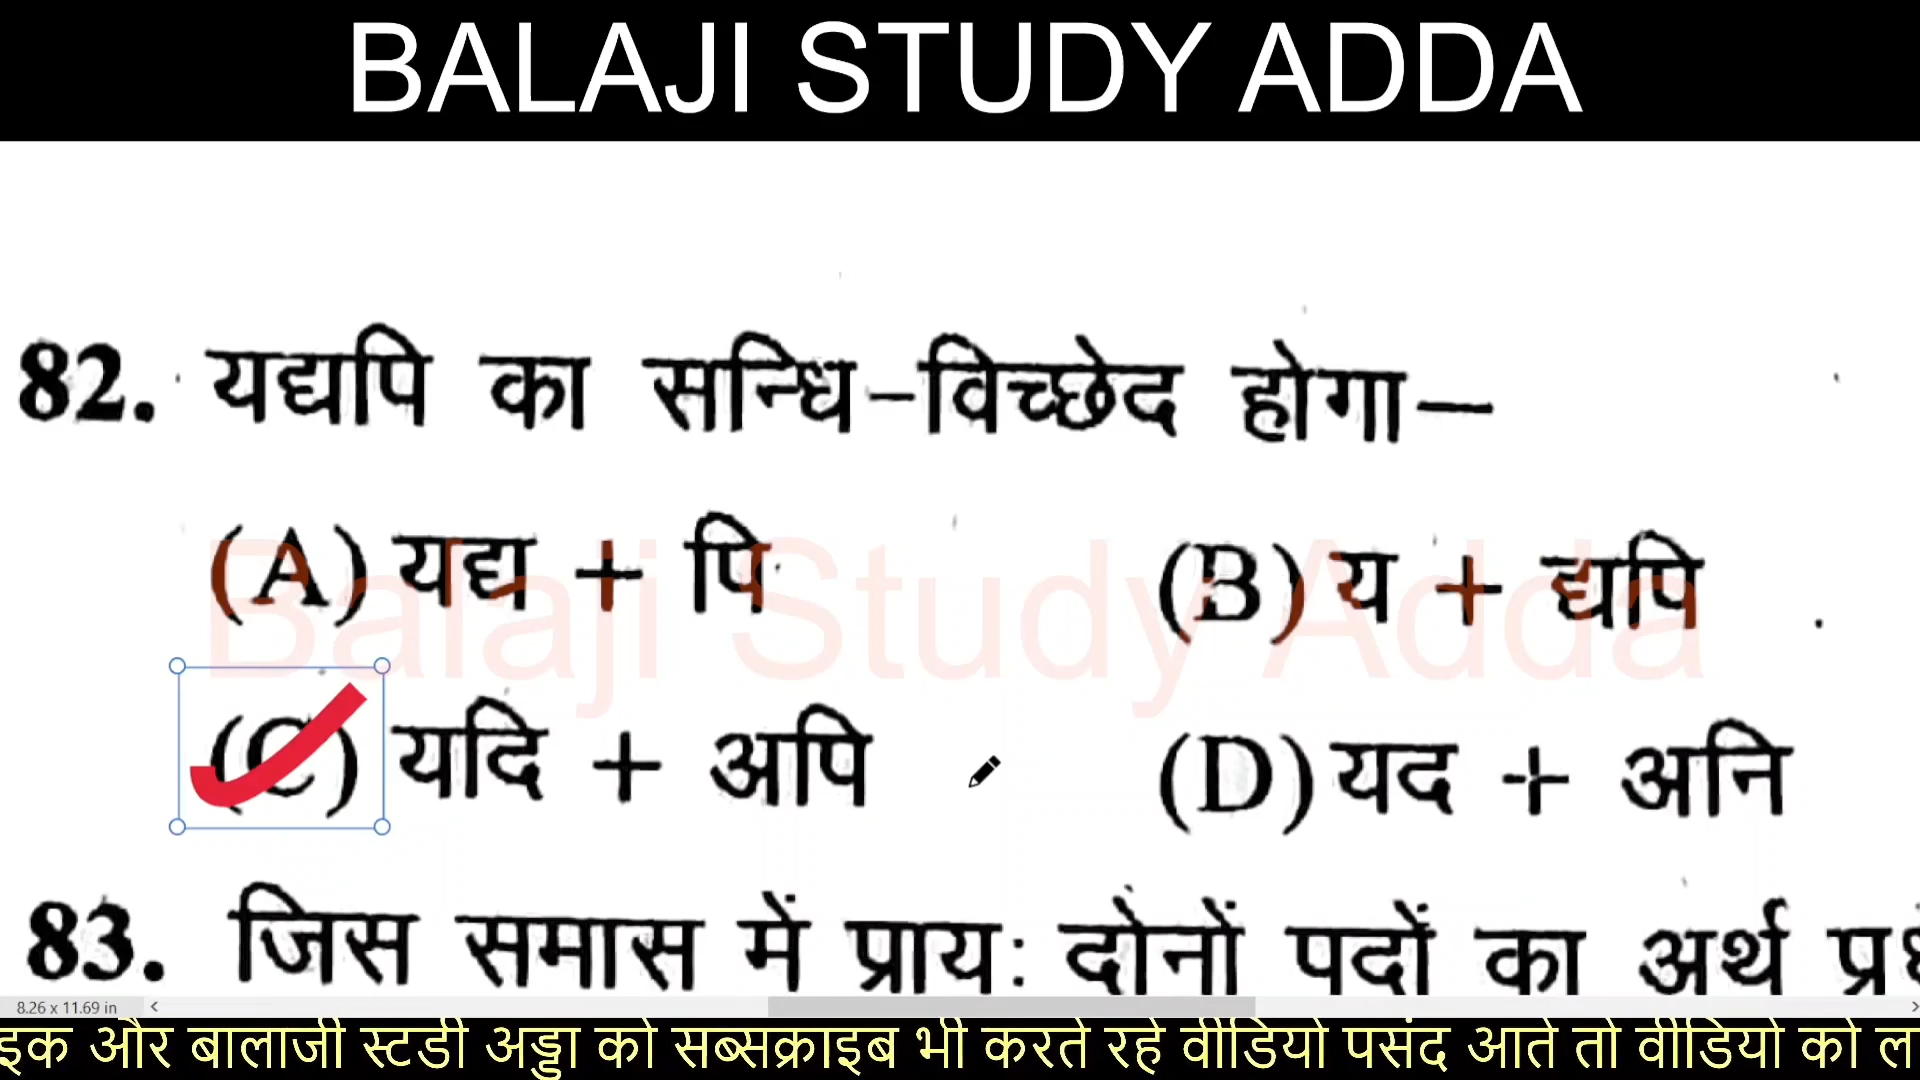 BALAJI STUDY ADDA
82. यद्यपि का सन्धि-विच्छेद होगा—
(A) यद्य + पि (B) य + द्यपि
Balaji Study Adda
(C) यदि + अपि (D) यद + अनि
83. जिस समास में प्राय: दोनों पदों का अर्थ
8.26 x 11.69 in
और बालाजी स्टडी अड्डा को सब्सक्राइब भी करते रहे वीडियो पसंद आते तो वीडियो को